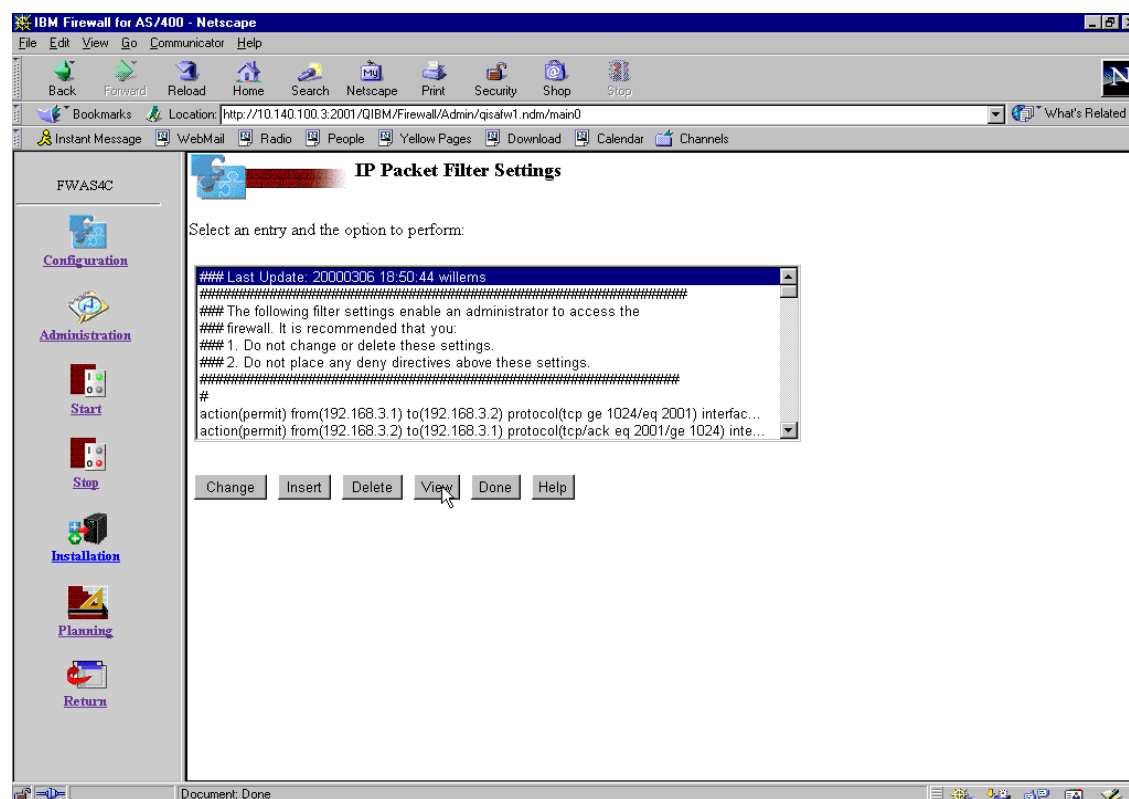 IBM Firewall for AS/400 - Netscape
File Edit View Go Communicator Help
Back Forward Reload Home Search Netscape Print Security Shop Stop
Bookmarks Location: http://10.140.100.3:2001/QIBM/Firewall/Admin/qisafw1.ndm/main0 What's Related
Instant Message WebMail Radio People Yellow Pages Download Calendar Channels
FWAS4C
Configuration
Administration
Start
Stop
Installation
Planning
Return
IP Packet Filter Settings
Select an entry and the option to perform:
### Last Update: 20000306 18:50:44 willems
### The following filter settings enable an administrator to access the
### firewall. It is recommended that you:
### 1. Do not change or delete these settings.
### 2. Do not place any deny directives above these settings.
#
action(permit) from(192.168.3.1) to(192.168.3.2) protocol(tcp ge 1024/eq 2001) interfac...
action(permit) from(192.168.3.2) to(192.168.3.1) protocol(tcp/ack eq 2001/ge 1024) inte...
Change Insert Delete View Done Help
Document: Done